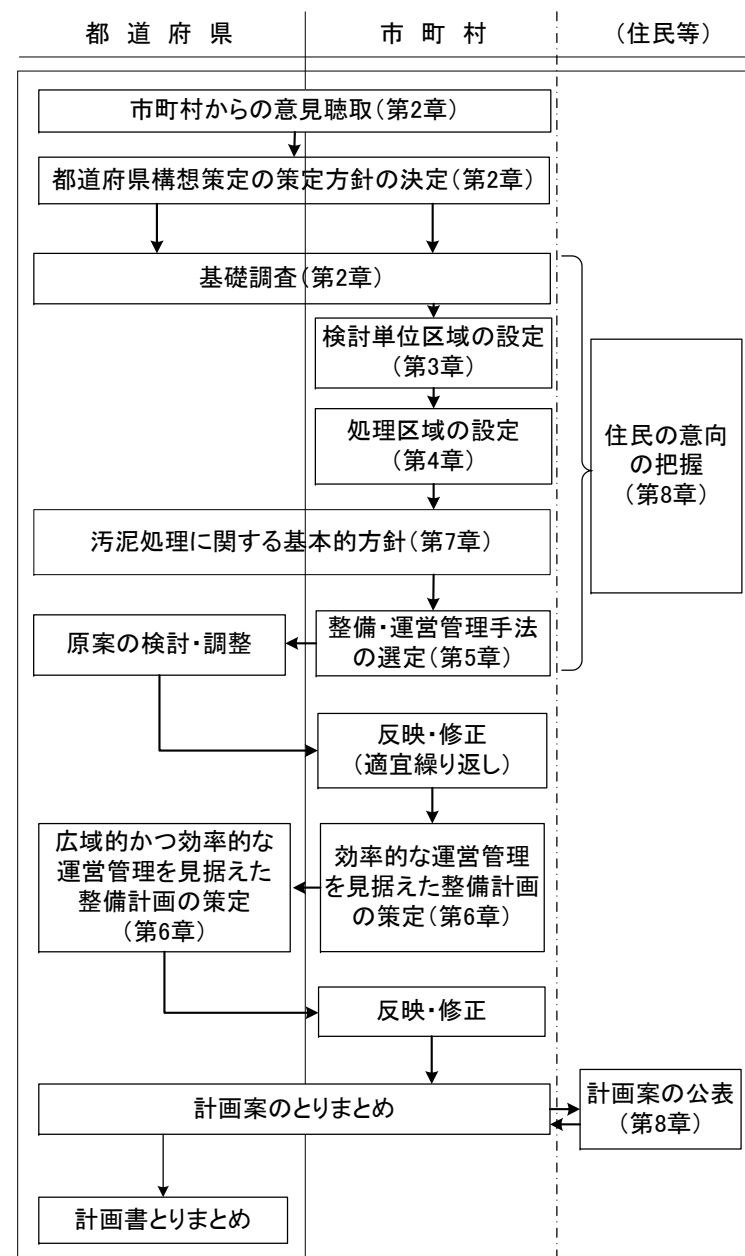 都 道 府 県
市 町 村
（住民等）
市町村からの意見聴取（第2章）
都道府県構想策定の策定方針の決定（第2章）
基礎調査（第2章）
検討単位区域の設定
（第3章）
処理区域の設定
（第4章）
住民の意向
の把握
（第8章）
汚泥処理に関する基本的方針（第7章）
原案の検討・調整
整備・運営管理手法
の選定（第5章）
反映・修正
（適宜繰り返し）
広域的かつ効率的な
運営管理を見据えた
整備計画の策定
（第6章）
効率的な運営管理
を見据えた整備計画
の策定（第6章）
反映・修正
計画案のとりまとめ
計画案の公表
（第8章）
計画書とりまとめ